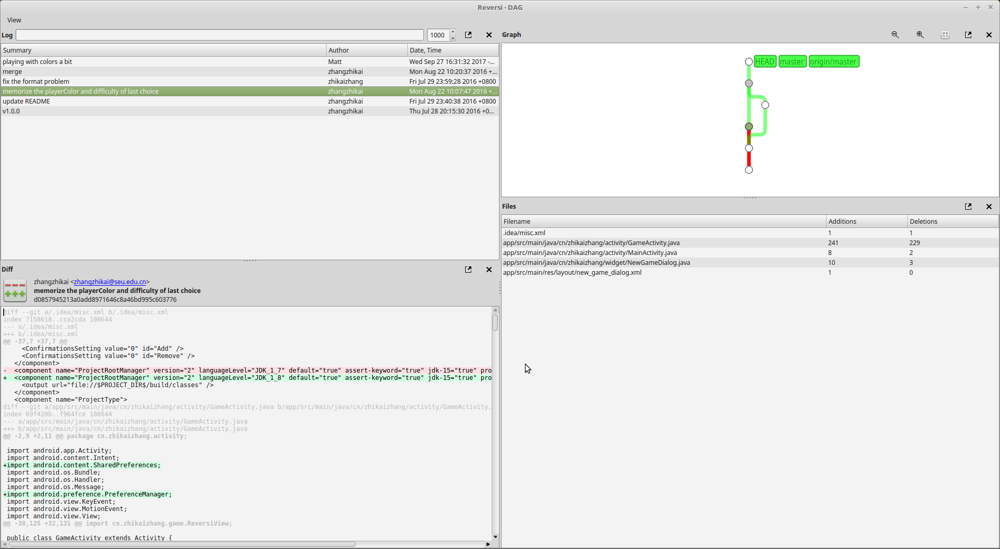 Reversi - DAG
View
Log 1000
Summary Author Date, Time
playing with colors a bit Matt Wed Sep 27 16:31:32 2017 -...
merge zhangzhikai Mon Aug 22 10:20:37 2016 +...
fix the format problem zhikaizhang Fri Jul 29 23:59:28 2016 +0800
memorize the playerColor and difficulty of last choice zhangzhikai Mon Aug 22 10:07:47 2016 +...
update README zhangzhikai Fri Jul 29 23:40:38 2016 +0800
v1.0.0 zhangzhikai Thu Jul 28 20:15:30 2016 +0...
Diff
zhangzhikai <zhangzhikai@seu.edu.cn>
memorize the playerColor and difficulty of last choice
d0857945213a0add8971646c8a46bd995c603776
diff --git a/.idea/misc.xml b/.idea/misc.xml
index 7158618..cca2cda 100644
--- a/.idea/misc.xml
+++ b/.idea/misc.xml
@@ -37,7 +37,7 @@
<ConfirmationsSetting value="0" id="Add" />
<ConfirmationsSetting value="0" id="Remove" />
</component>
-  <component name="ProjectRootManager" version="2" languageLevel="JDK_1_7" default="true" assert-keyword="true" jdk-15="true" pro
+  <component name="ProjectRootManager" version="2" languageLevel="JDK_1_8" default="true" assert-keyword="true" jdk-15="true" pro
<output url="file://$PROJECT_DIR$/build/classes" />
</component>
<component name="ProjectType">
diff --git a/app/src/main/java/cn/zhikaizhang/activity/GameActivity.java b/app/src/main/java/cn/zhikaizhang/activity/GameActivity.
index 69f420b..f964fce 100644
--- a/app/src/main/java/cn/zhikaizhang/activity/GameActivity.java
+++ b/app/src/main/java/cn/zhikaizhang/activity/GameActivity.java
@@ -2,9 +2,11 @@ package cn.zhikaizhang.activity;
import android.app.Activity;
import android.content.Intent;
+import android.content.SharedPreferences;
import android.os.Bundle;
import android.os.Handler;
import android.os.Message;
+import android.preference.PreferenceManager;
import android.view.KeyEvent;
import android.view.MotionEvent;
import android.view.View;
@@ -30,125 +32,131 @@ import cn.zhikaizhang.game.ReversiView;
public class GameActivity extends Activity {
Graph
HEAD master origin/master
Files
Filename Additions Deletions
.idea/misc.xml 1 1
app/src/main/java/cn/zhikaizhang/activity/GameActivity.java 241 229
app/src/main/java/cn/zhikaizhang/activity/MainActivity.java 8 2
app/src/main/java/cn/zhikaizhang/widget/NewGameDialog.java 10 3
app/src/main/res/layout/new_game_dialog.xml 1 0